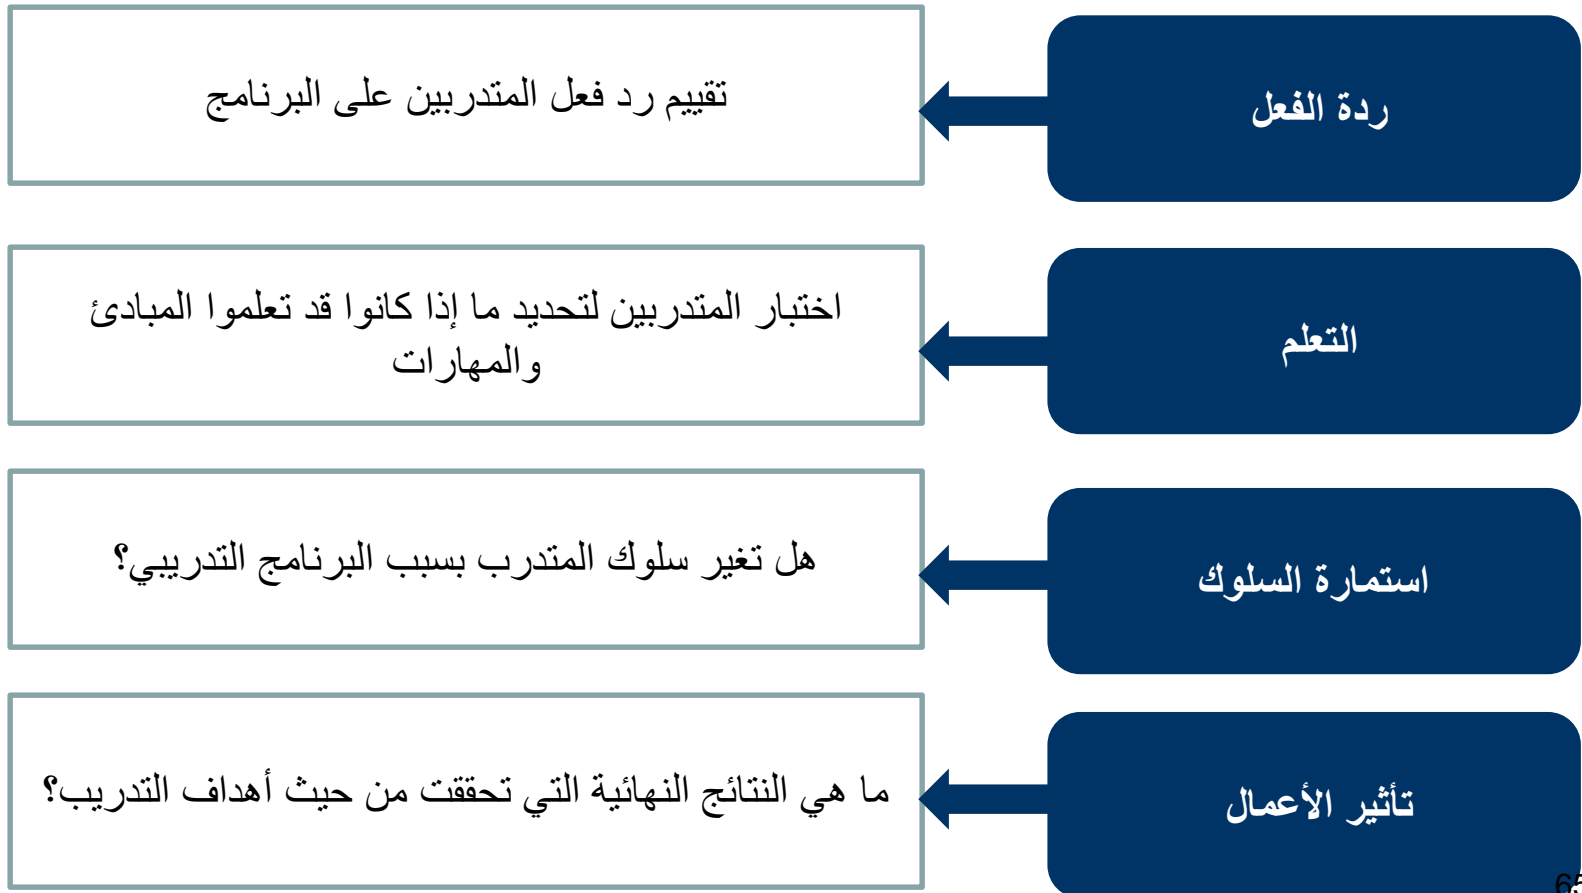 ردة الفعل
تقييم رد فعل المتدربين على البرنامج
التعلم
اختبار المتدربين لتحديد ما إذا كانوا قد تعلموا المبادئ
والمهارات
استمارة السلوك
هل تغير سلوك المتدرب بسبب البرنامج التدريبي؟
تأثير الأعمال
ما هي النتائج النهائية التي تحققت من حيث أهداف التدريب؟
65